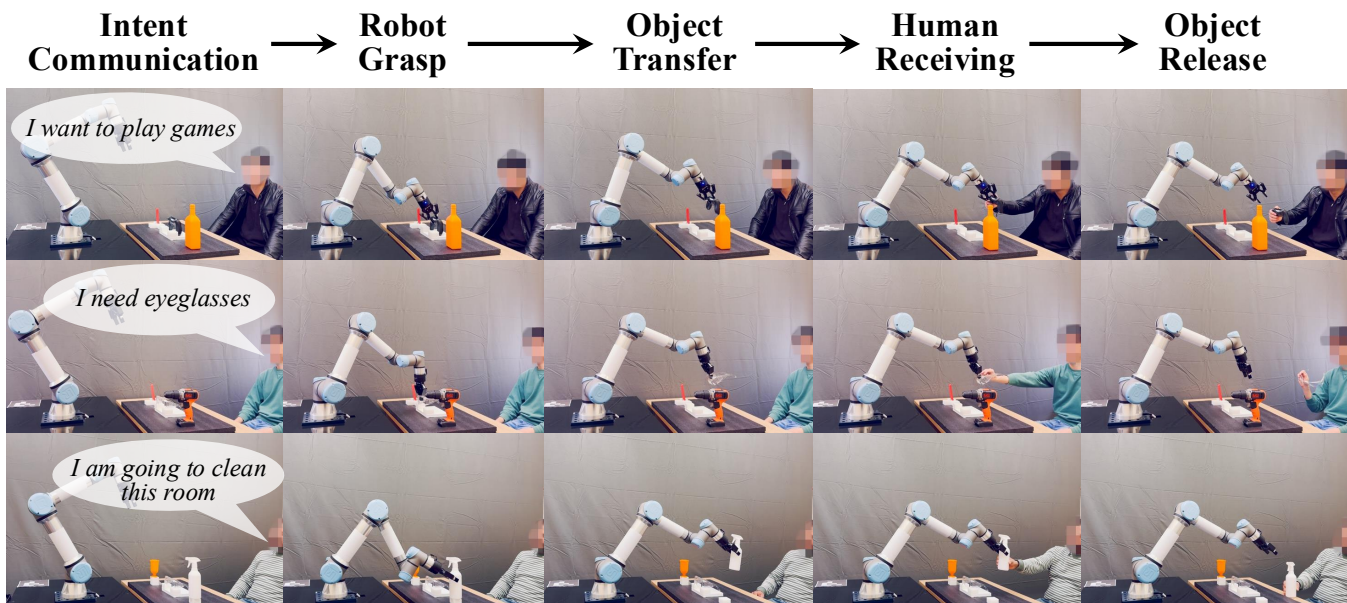 Intent
Communication
Robot
Grasp
Object
Transfer
Human
Receiving
Object
Release
I want to play games
I need eyeglasses
I am going to clean
this room